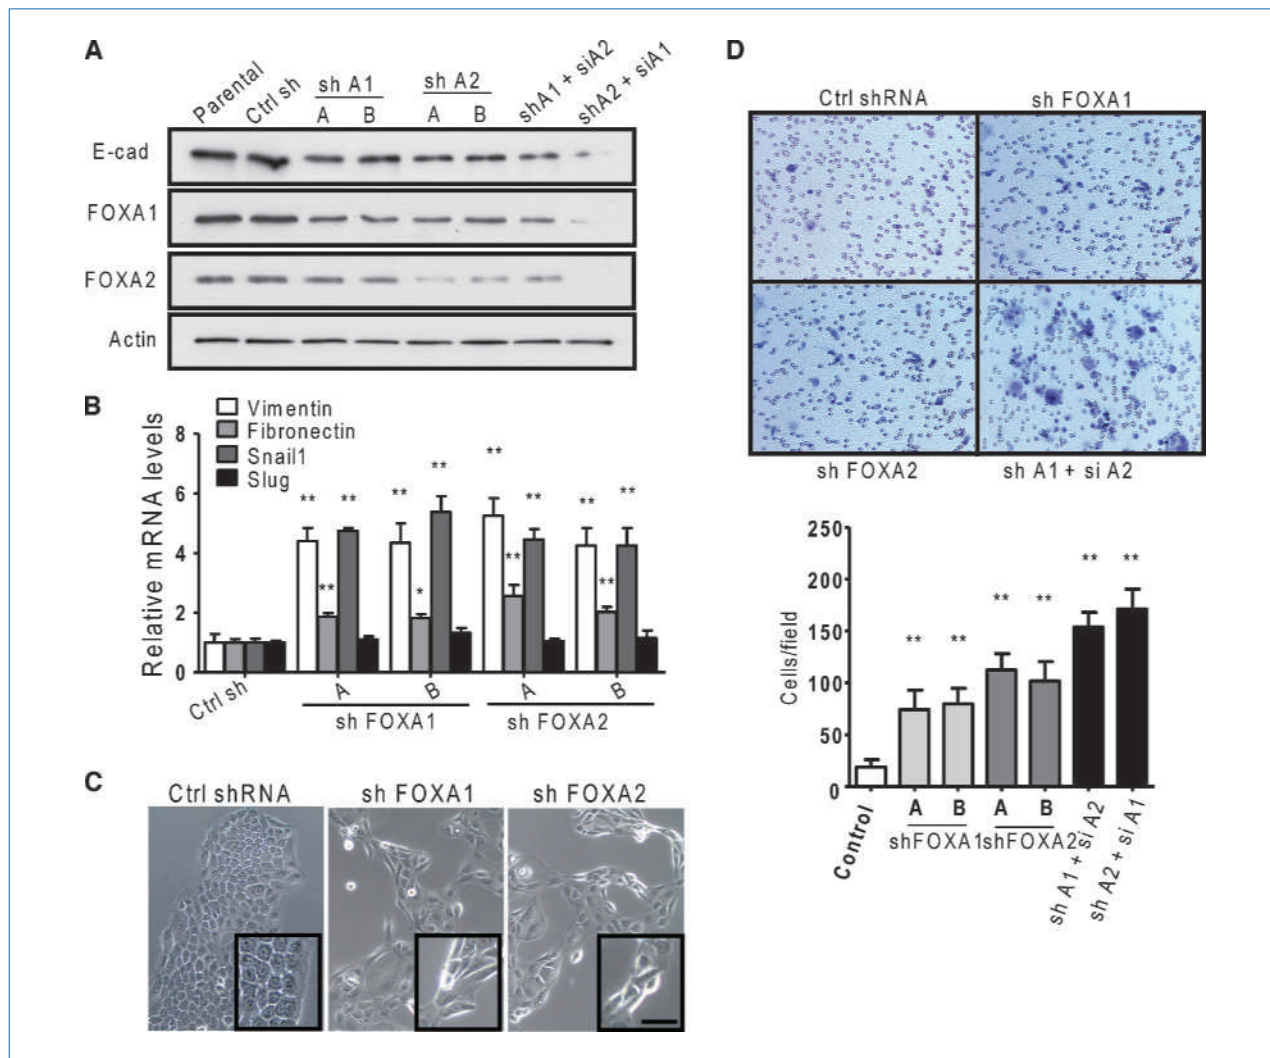 A
Parental
Ctrl sh
sh A1
sh A2
shA1 + siA2
shA2 + siA1
A B A B
E-cad
FOXA1
FOXA2
Actin
B
Vimentin
Fibronectin
Snail1
Slug
Relative mRNA levels
8
6
4
2
0
** ** ** ** ** ** ** **
** * ** **
Ctrl sh
A B A B
sh FOXA1 sh FOXA2
C
Ctrl shRNA sh FOXA1 sh FOXA2
D
Ctrl shRNA sh FOXA1
sh FOXA2 sh A1 + si A2
Cells/field
250
200
150
100
50
0
** ** ** ** ** **
Control
A B A B
shFOXA1 shFOXA2
sh A1 + si A2
sh A2 + si A1